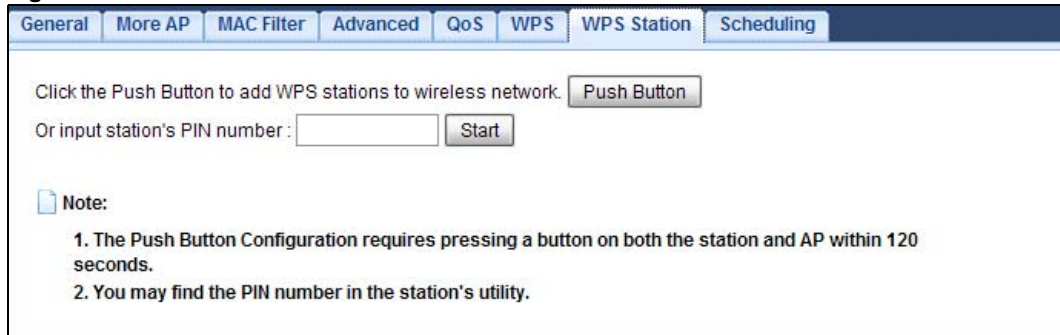 General More AP MAC Filter Advanced QoS WPS WPS Station Scheduling
Click the Push Button to add WPS stations to wireless network. Push Button
Or input station's PIN number : Start
Note:
1. The Push Button Configuration requires pressing a button on both the station and AP within 120
seconds.
2. You may find the PIN number in the station's utility.